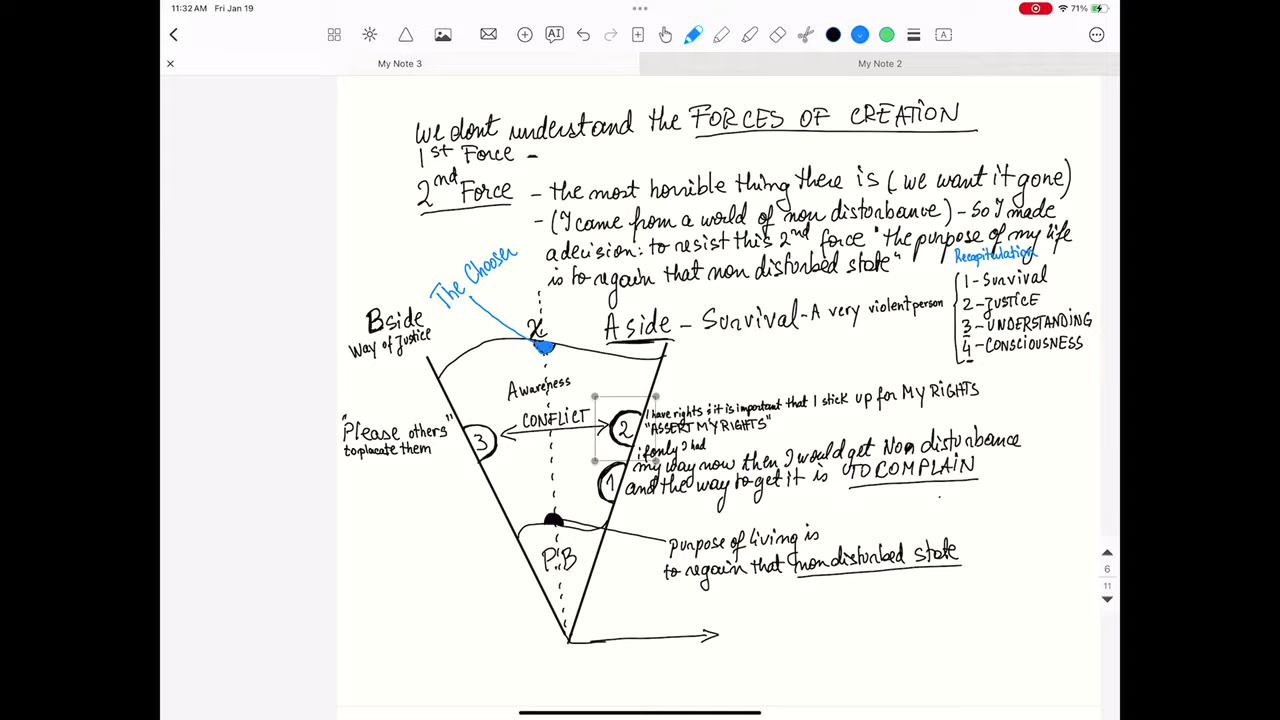 11:32 AM Fri Jan 19
71%
My Note 3
My Note 2
We dont understand the FORCES OF CREATION
1st Force -
2nd Force - the most horrible thing there is (we want it gone)
- (I came from a world of non disturbance) - So I made
a decision: to resist this 2nd force "the purpose of my life
is to regain that non disturbed state"
Recapitulation
1 - Survival
2 - JUSTICE
3 - UNDERSTANDING
4 - CONSCIOUSNESS
The Chooser
B side
Way of Justice
X
A side - Survival - A very violent person
Awareness
CONFLICT
"Please others"
to placate them
3
2
I have rights & it is important that I stick up for MY RIGHTS
"ASSERT MY RIGHTS"
if only I had
my way now then I would get Non disturbance
1
and the way to get it is TO COMPLAIN
P.B
Purpose of living is
to regain that nondisturbed state
6
11